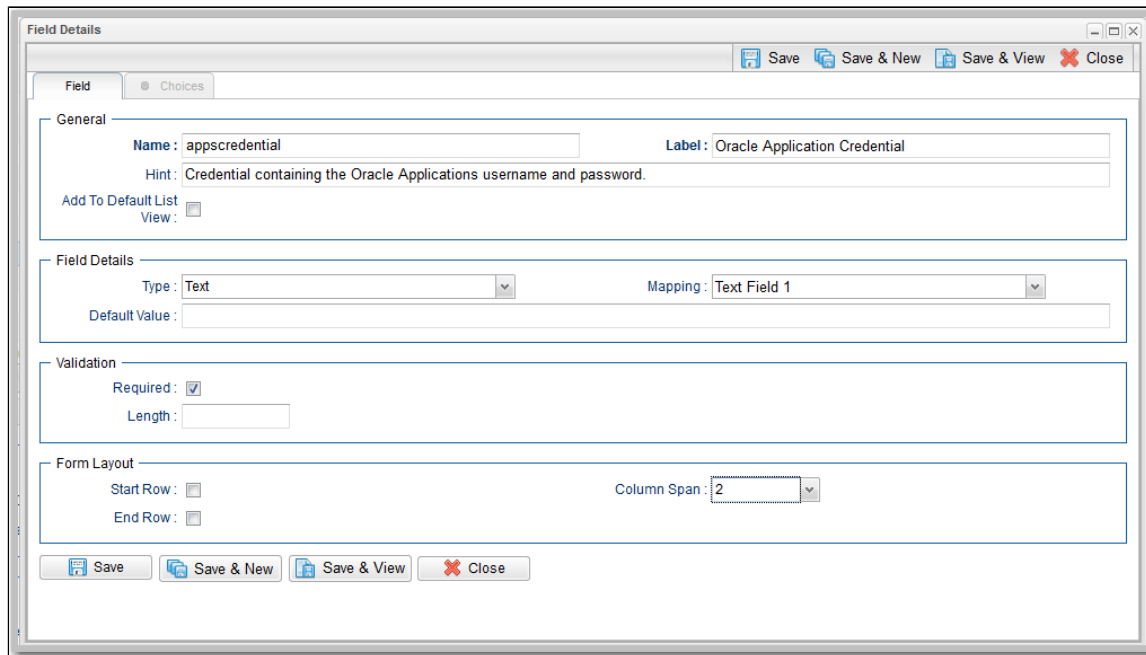 Field Details
Save Save & New Save & View Close
Field Choices
General
Name : appscredential Label : Oracle Application Credential
Hint : Credential containing the Oracle Applications username and password.
Add To Default List
View :
Field Details
Type : Text Mapping : Text Field 1
Default Value :
Validation
Required :
Length :
Form Layout
Start Row : Column Span : 2
End Row :
Save Save & New Save & View Close